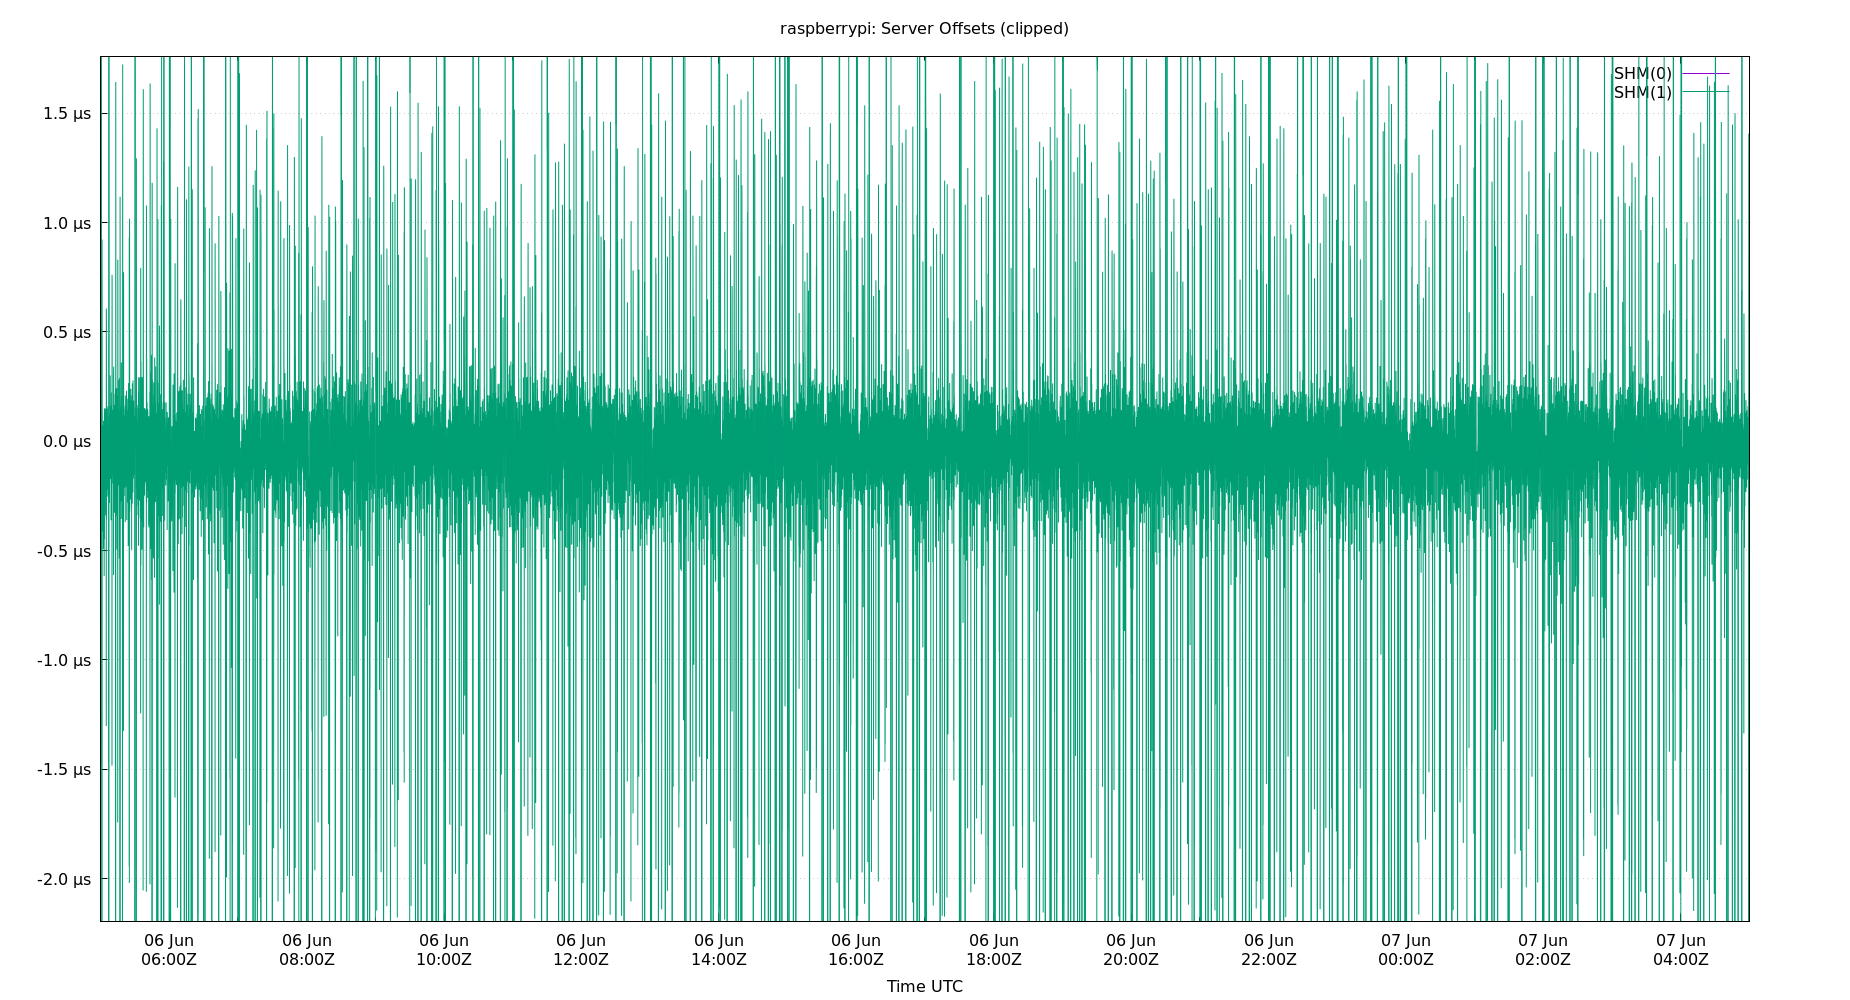 raspberrypi: Server Offsets (clipped)
SHM(0)
SHM(1)
1.5 µs
1.0 µs
0.5 µs
0.0 µs
-0.5 µs
-1.0 µs
-1.5 µs
-2.0 µs
06 Jun 06 Jun 06 Jun 06 Jun 06 Jun 06 Jun 06 Jun 06 Jun 06 Jun 07 Jun 07 Jun 07 Jun
06:00Z 08:00Z 10:00Z 12:00Z 14:00Z 16:00Z 18:00Z 20:00Z 22:00Z 00:00Z 02:00Z 04:00Z
Time UTC